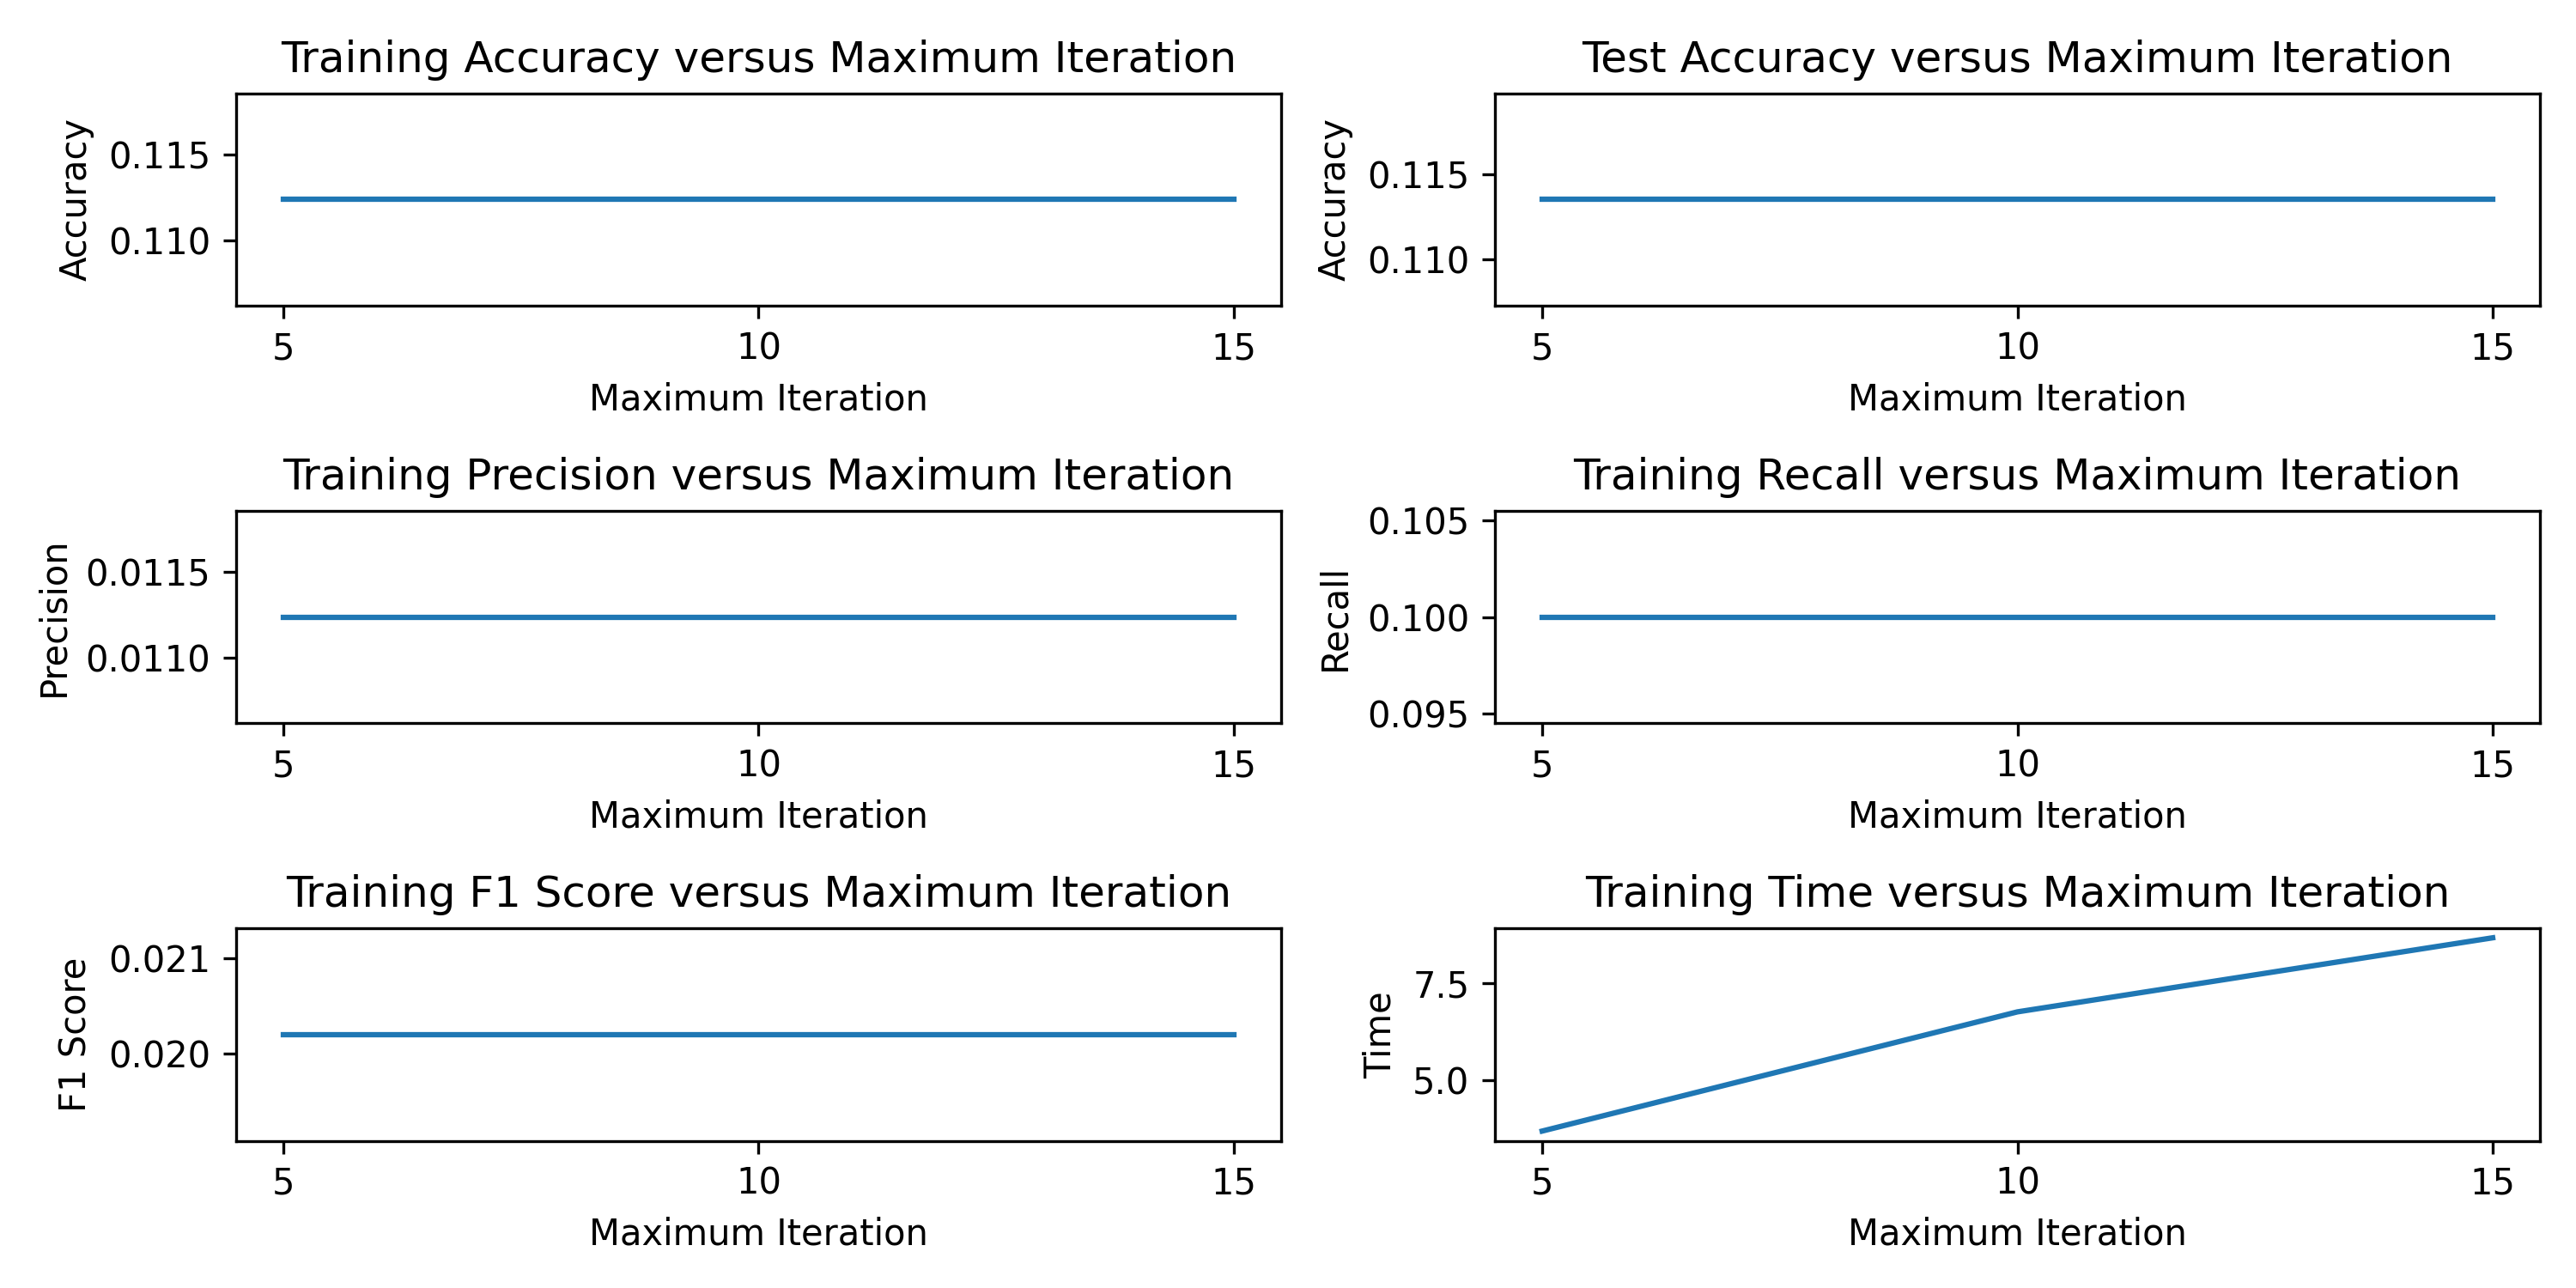 Training Accuracy versus Maximum Iteration
Accuracy
0.115
0.110
5 10 15
Maximum Iteration
Test Accuracy versus Maximum Iteration
Accuracy
0.115
0.110
5 10 15
Maximum Iteration
Training Precision versus Maximum Iteration
Precision
0.0115
0.0110
5 10 15
Maximum Iteration
Training Recall versus Maximum Iteration
Recall
0.105
0.100
0.095
5 10 15
Maximum Iteration
Training F1 Score versus Maximum Iteration
F1 Score
0.021
0.020
5 10 15
Maximum Iteration
Training Time versus Maximum Iteration
Time
7.5
5.0
5 10 15
Maximum Iteration